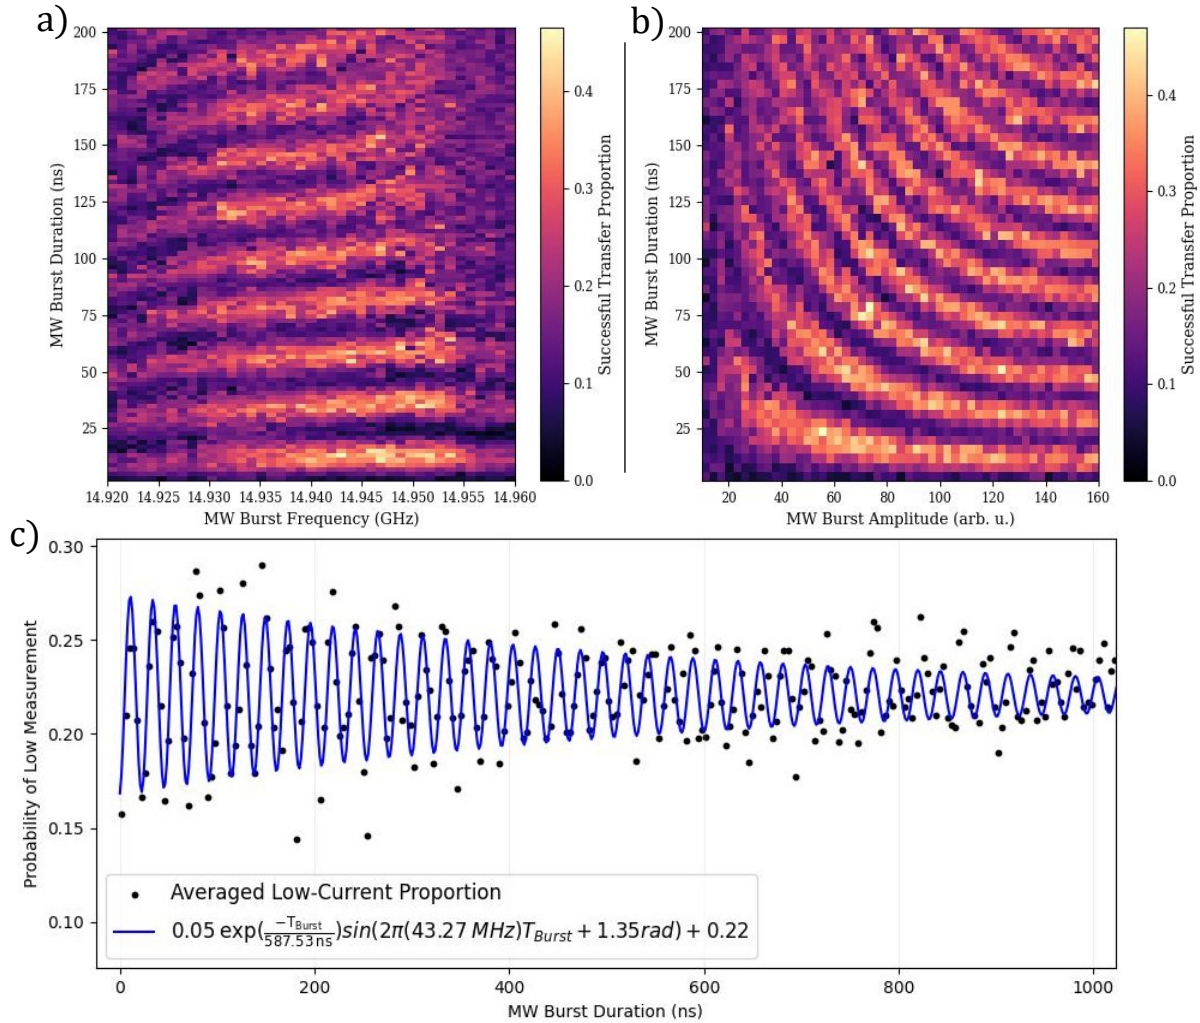 a)
200
175
150
125
100
75
50
25
MW Burst Duration (ns)
14.920 14.925 14.930 14.935 14.940 14.945 14.950 14.955 14.960
MW Burst Frequency (GHz)
0.4
0.3
0.2
0.1
0.0
Successful Transfer Proportion
b)
200
175
150
125
100
75
50
25
MW Burst Duration (ns)
20 40 60 80 100 120 140 160
MW Burst Amplitude (arb. u.)
0.4
0.3
0.2
0.1
0.0
Successful Transfer Proportion
c)
0.30
0.25
0.20
0.15
0.10
Probability of Low Measurement
Averaged Low-Current Proportion
0.05 exp(−T_Burst/587.53 ns)sin(2π(43.27 MHz)T_Burst + 1.35rad) + 0.22
0 200 400 600 800 1000
MW Burst Duration (ns)